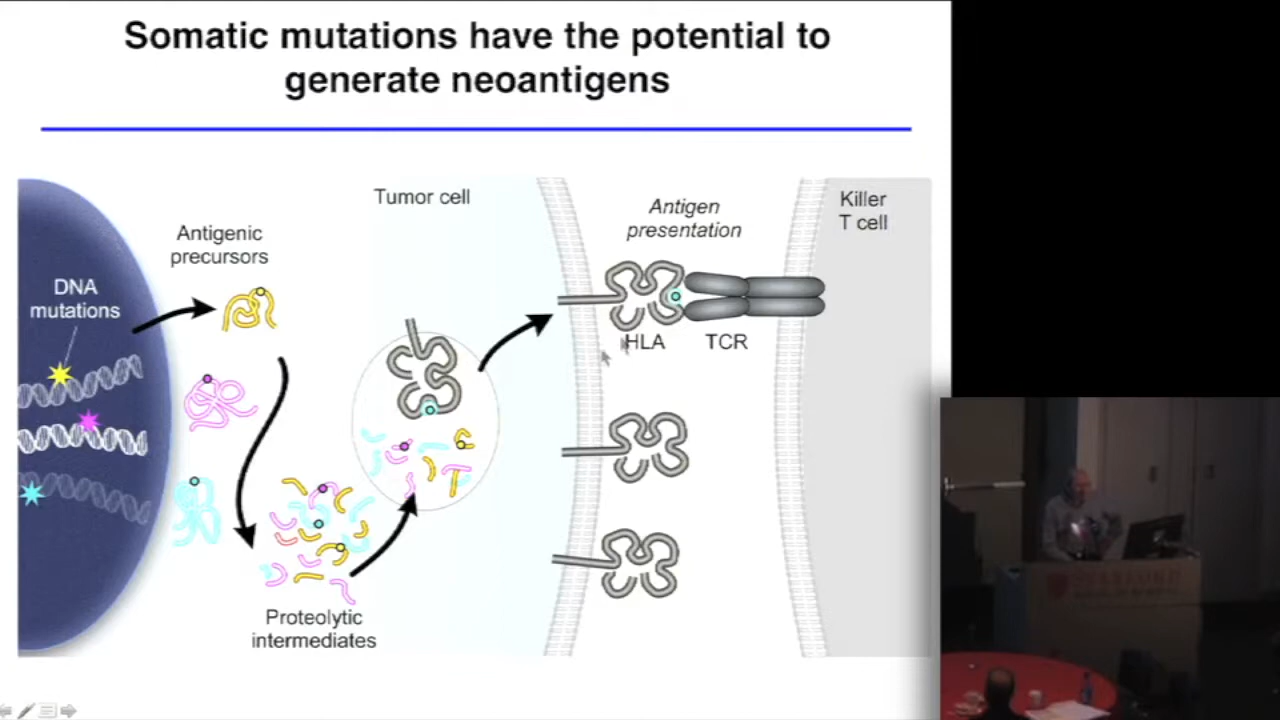 Somatic mutations have the potential to
generate neoantigens
Tumor cell
Killer
T cell
Antigen
presentation
Antigenic
precursors
DNA
mutations
HLA
TCR
Proteolytic
intermediates